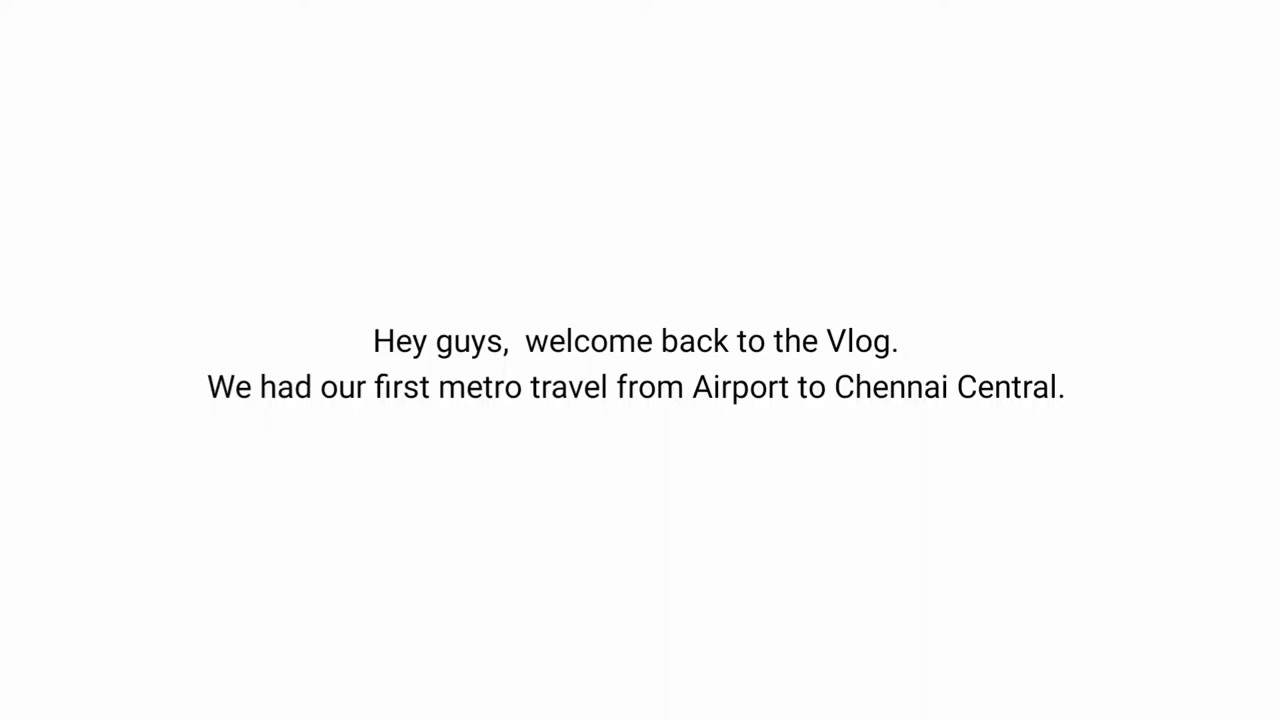 Hey guys,  welcome back to the Vlog.
We had our first metro travel from Airport to Chennai Central.